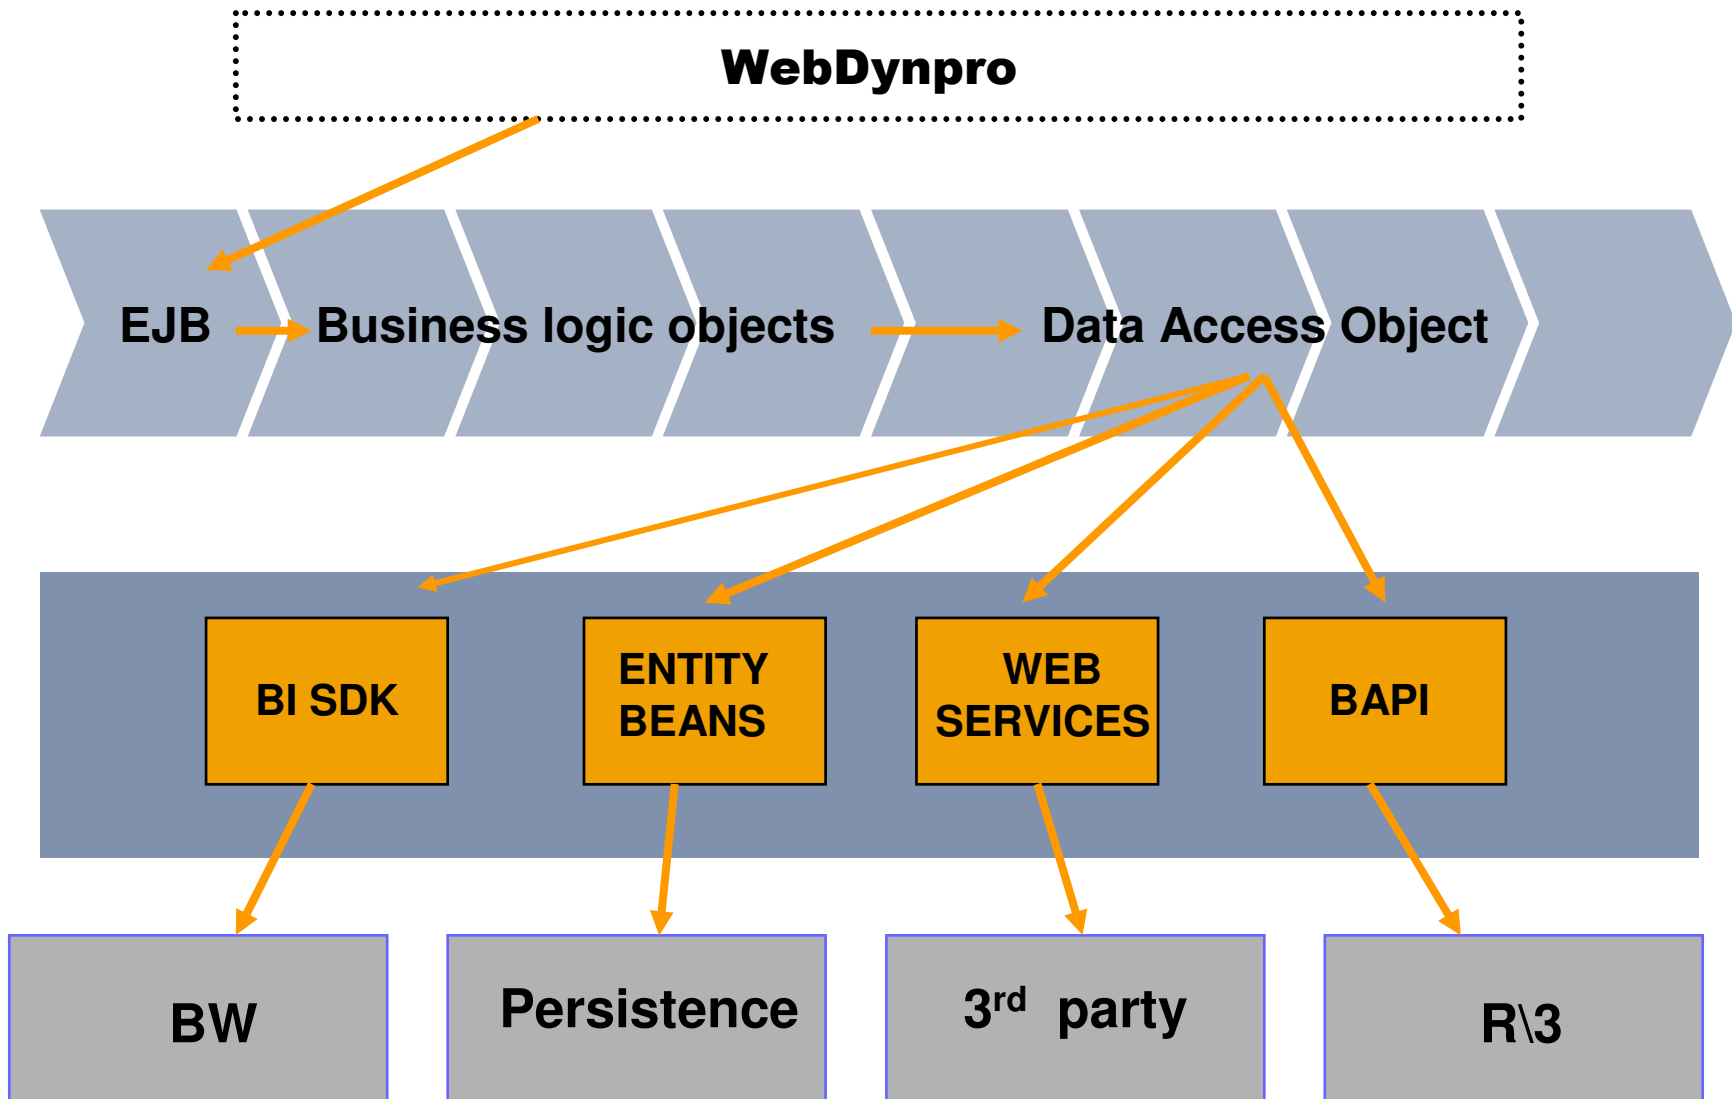 WebDynpro
EJB Business logic objects Data Access Object
BI SDK
ENTITY
BEANS
WEB
SERVICES
BAPI
BW
Persistence
3rd party
R\3